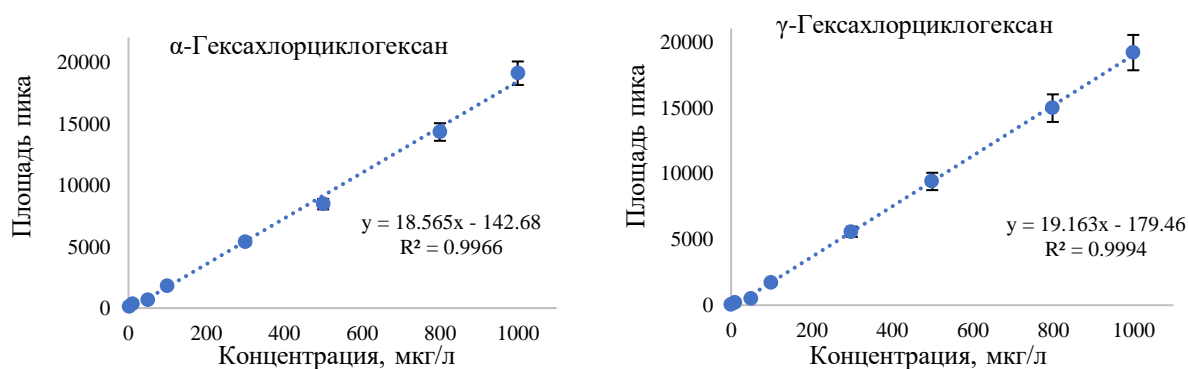 α-Гексахлорциклогексан
Площадь пика
20000
15000
10000
5000
0
y = 18.565x - 142.68
R² = 0.9966
0 200 400 600 800 1000
Концентрация, мкг/л
γ-Гексахлорциклогексан
Площадь пика
20000
15000
10000
5000
0
y = 19.163x - 179.46
R² = 0.9994
0 200 400 600 800 1000
Концентрация, мкг/л